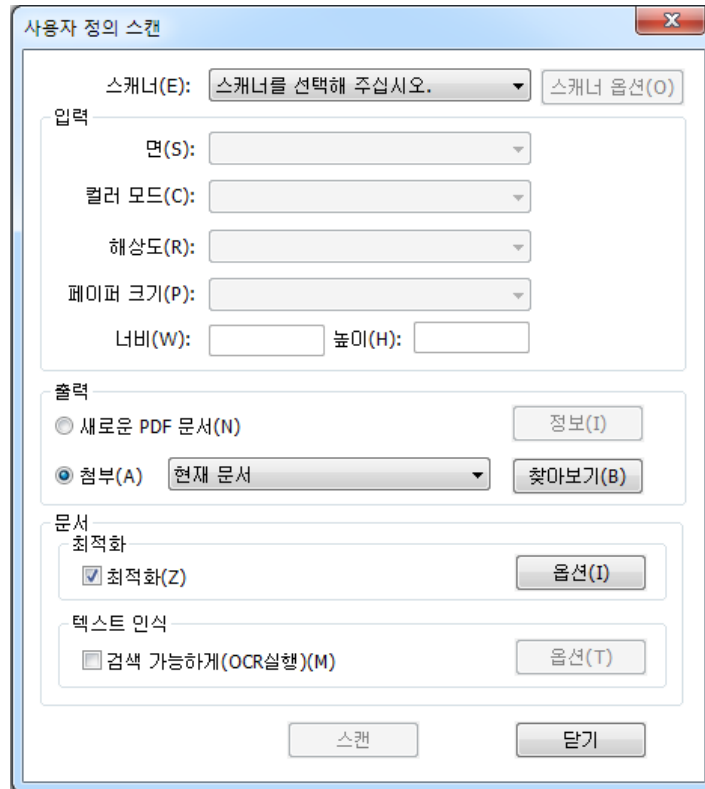 사용자 정의 스캔
스캐너(E): 스캐너를 선택해 주십시오. 스캐너 옵션(O)
입력
면(S):
컬러 모드(C):
해상도(R):
페이퍼 크기(P):
너비(W): 높이(H):
출력
새로운 PDF 문서(N) 정보(I)
첨부(A) 현재 문서 찾아보기(B)
문서
최적화
최적화(Z) 옵션(I)
텍스트 인식
검색 가능하게(OCR실행)(M) 옵션(T)
스캔 닫기